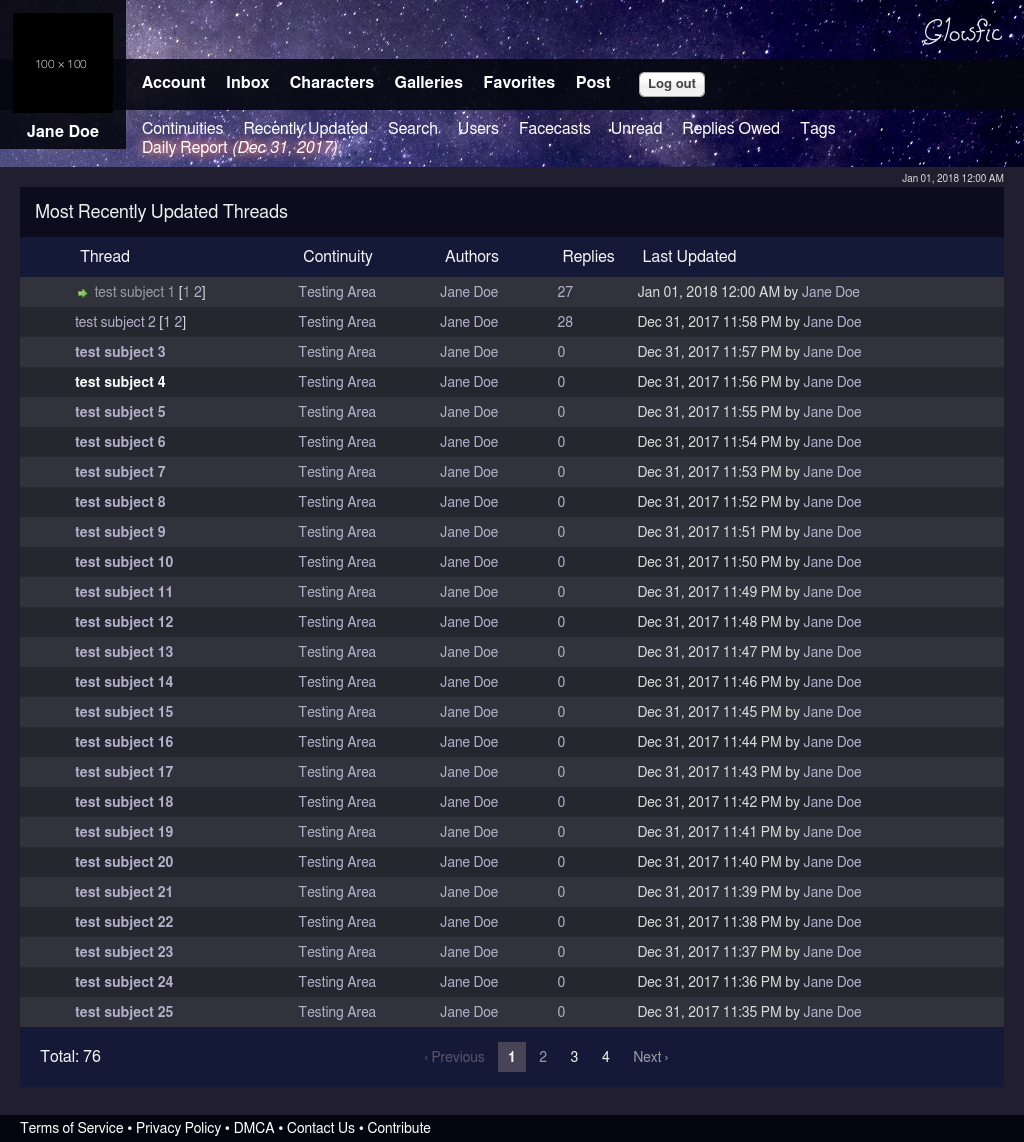 Glowfic
100 × 100
Account Inbox Characters Galleries Favorites Post Log out
Jane Doe
Continuities Recently Updated Search Users Facecasts Unread Replies Owed Tags
Daily Report (Dec 31, 2017)
Jan 01, 2018 12:00 AM
Most Recently Updated Threads
Thread Continuity Authors Replies Last Updated
test subject 1 [1 2] Testing Area Jane Doe 27 Jan 01, 2018 12:00 AM by Jane Doe
test subject 2 [1 2] Testing Area Jane Doe 28 Dec 31, 2017 11:58 PM by Jane Doe
test subject 3 Testing Area Jane Doe 0 Dec 31, 2017 11:57 PM by Jane Doe
test subject 4 Testing Area Jane Doe 0 Dec 31, 2017 11:56 PM by Jane Doe
test subject 5 Testing Area Jane Doe 0 Dec 31, 2017 11:55 PM by Jane Doe
test subject 6 Testing Area Jane Doe 0 Dec 31, 2017 11:54 PM by Jane Doe
test subject 7 Testing Area Jane Doe 0 Dec 31, 2017 11:53 PM by Jane Doe
test subject 8 Testing Area Jane Doe 0 Dec 31, 2017 11:52 PM by Jane Doe
test subject 9 Testing Area Jane Doe 0 Dec 31, 2017 11:51 PM by Jane Doe
test subject 10 Testing Area Jane Doe 0 Dec 31, 2017 11:50 PM by Jane Doe
test subject 11 Testing Area Jane Doe 0 Dec 31, 2017 11:49 PM by Jane Doe
test subject 12 Testing Area Jane Doe 0 Dec 31, 2017 11:48 PM by Jane Doe
test subject 13 Testing Area Jane Doe 0 Dec 31, 2017 11:47 PM by Jane Doe
test subject 14 Testing Area Jane Doe 0 Dec 31, 2017 11:46 PM by Jane Doe
test subject 15 Testing Area Jane Doe 0 Dec 31, 2017 11:45 PM by Jane Doe
test subject 16 Testing Area Jane Doe 0 Dec 31, 2017 11:44 PM by Jane Doe
test subject 17 Testing Area Jane Doe 0 Dec 31, 2017 11:43 PM by Jane Doe
test subject 18 Testing Area Jane Doe 0 Dec 31, 2017 11:42 PM by Jane Doe
test subject 19 Testing Area Jane Doe 0 Dec 31, 2017 11:41 PM by Jane Doe
test subject 20 Testing Area Jane Doe 0 Dec 31, 2017 11:40 PM by Jane Doe
test subject 21 Testing Area Jane Doe 0 Dec 31, 2017 11:39 PM by Jane Doe
test subject 22 Testing Area Jane Doe 0 Dec 31, 2017 11:38 PM by Jane Doe
test subject 23 Testing Area Jane Doe 0 Dec 31, 2017 11:37 PM by Jane Doe
test subject 24 Testing Area Jane Doe 0 Dec 31, 2017 11:36 PM by Jane Doe
test subject 25 Testing Area Jane Doe 0 Dec 31, 2017 11:35 PM by Jane Doe
Total: 76 ‹ Previous 1 2 3 4 Next ›
Terms of Service • Privacy Policy • DMCA • Contact Us • Contribute